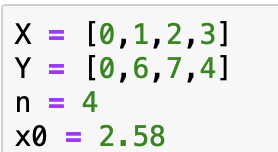 X = [0,1,2,3]
Y = [0,6,7,4]
n = 4
x0 = 2.58